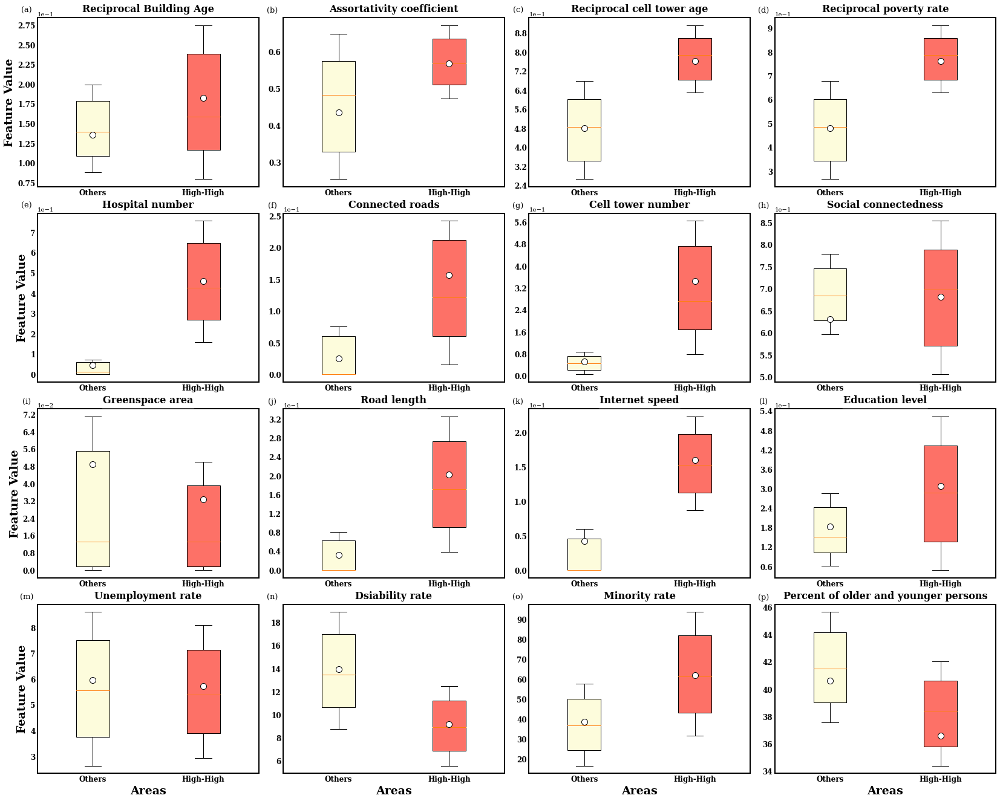 (a) Reciprocal Building Age
1e−1
2.75
2.50
2.25
2.00
1.75
1.50
1.25
1.00
0.75
Feature Value
Others High-High
(b) Assortativity coefficient
0.6
0.5
0.4
0.3
Others High-High
(c) Reciprocal cell tower age
1e−1
8.8
8.0
7.2
6.4
5.6
4.8
4.0
3.2
2.4
Others High-High
(d) Reciprocal poverty rate
1e−1
9
8
7
6
5
4
3
Others High-High
(e) Hospital number
1e−1
7
6
5
4
3
2
1
0
Feature Value
Others High-High
(f) Connected roads
1e−1
2.5
2.0
1.5
1.0
0.5
0.0
Others High-High
(g) Cell tower number
1e−1
5.6
4.8
4.0
3.2
2.4
1.6
0.8
0.0
Others High-High
(h) Social connectedness
1e−1
8.5
8.0
7.5
7.0
6.5
6.0
5.5
5.0
Others High-High
(i) Greenspace area
1e−2
7.2
6.4
5.6
4.8
4.0
3.2
2.4
1.6
0.8
0.0
Feature Value
Others High-High
(j) Road length
1e−1
3.2
2.8
2.4
2.0
1.6
1.2
0.8
0.4
0.0
Others High-High
(k) Internet speed
1e−1
2.0
1.5
1.0
0.5
0.0
Others High-High
(l) Education level
1e−1
5.4
4.8
4.2
3.6
3.0
2.4
1.8
1.2
0.6
Others High-High
(m) Unemployment rate
8
7
6
5
4
3
Feature Value
Others High-High
Areas
(n) Dsiability rate
18
16
14
12
10
8
6
Others High-High
Areas
(o) Minority rate
90
80
70
60
50
40
30
20
Others High-High
Areas
(p) Percent of older and younger persons
46
44
42
40
38
36
34
Others High-High
Areas